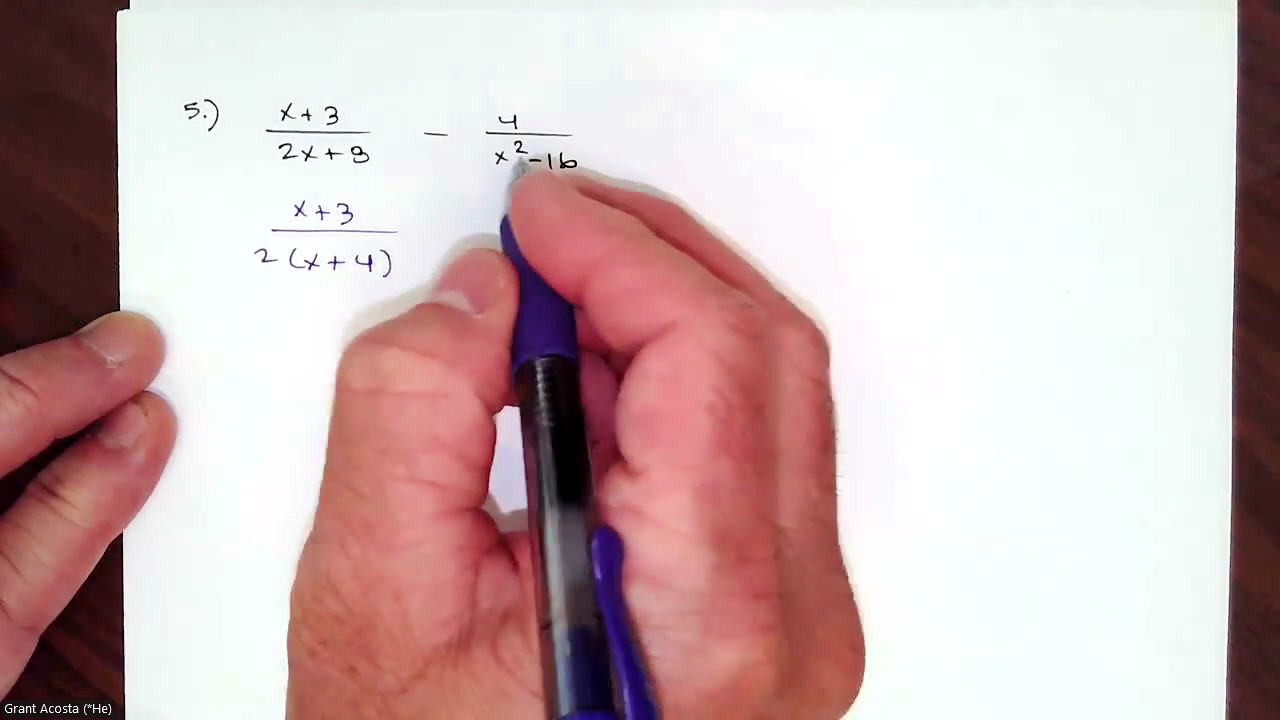 5.) x+3 / 2x+8 - 4 / x²-16
x+3 / 2(x+4)
Grant Acosta (*He)